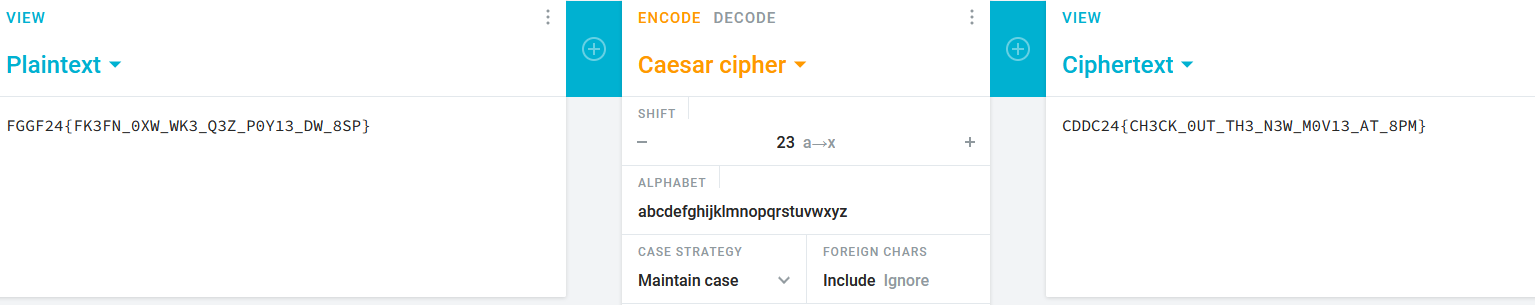 VIEW
Plaintext
FGGF24{FK3FN_0XW_WK3_Q3Z_P0Y13_DW_8SP}
ENCODE DECODE
Caesar cipher
SHIFT
− 23 a→x +
ALPHABET
abcdefghijklmnopqrstuvwxyz
CASE STRATEGY
Maintain case
FOREIGN CHARS
Include Ignore
VIEW
Ciphertext
CDDC24{CH3CK_0UT_TH3_N3W_M0V13_AT_8PM}